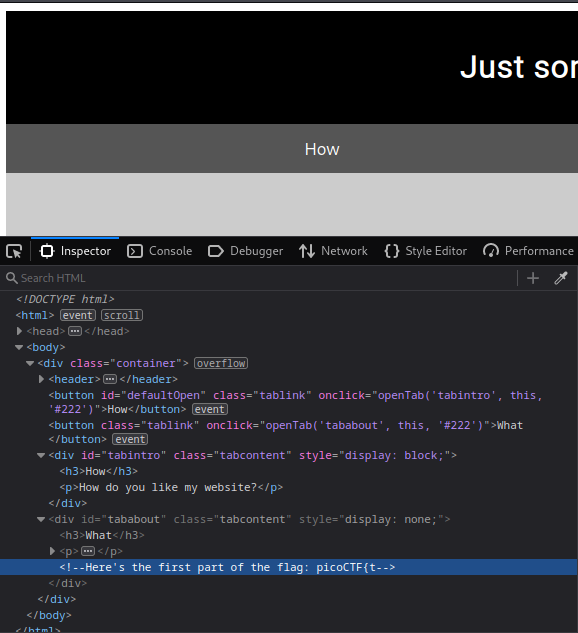 Just som
How
Inspector Console Debugger Network Style Editor Performance
Search HTML
<!DOCTYPE html>
<html> event scroll
<head> ••• </head>
<body>
<div class="container"> overflow
<header> ••• </header>
<button id="defaultOpen" class="tablink" onclick="openTab('tabintro', this,
'#222')">How</button> event
<button class="tablink" onclick="openTab('tababout', this, '#222')">What
</button> event
<div id="tabintro" class="tabcontent" style="display: block;">
<h3>How</h3>
<p>How do you like my website?</p>
</div>
<div id="tababout" class="tabcontent" style="display: none;">
<h3>What</h3>
<p> ••• </p>
<!--Here's the first part of the flag: picoCTF{t-->
</div>
</div>
</body>
</html>